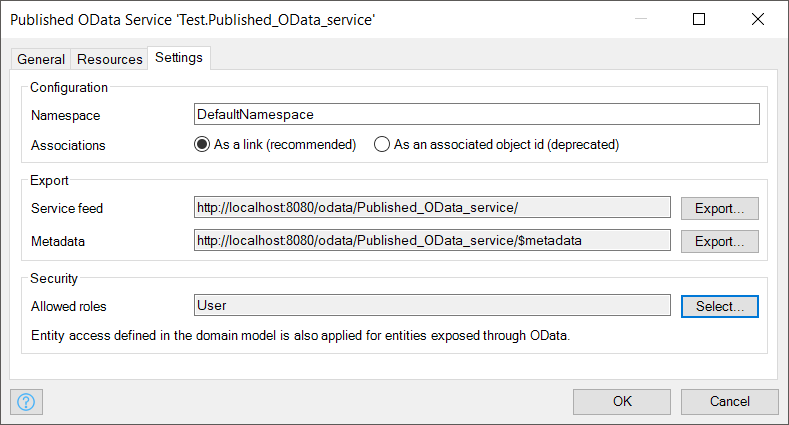 Published OData Service 'Test.Published_OData_service'
General Resources Settings
Configuration
Namespace DefaultNamespace
Associations As a link (recommended) As an associated object id (deprecated)
Export
Service feed http://localhost:8080/odata/Published_OData_service/ Export...
Metadata http://localhost:8080/odata/Published_OData_service/$metadata Export...
Security
Allowed roles User Select...
Entity access defined in the domain model is also applied for entities exposed through OData.
? OK Cancel